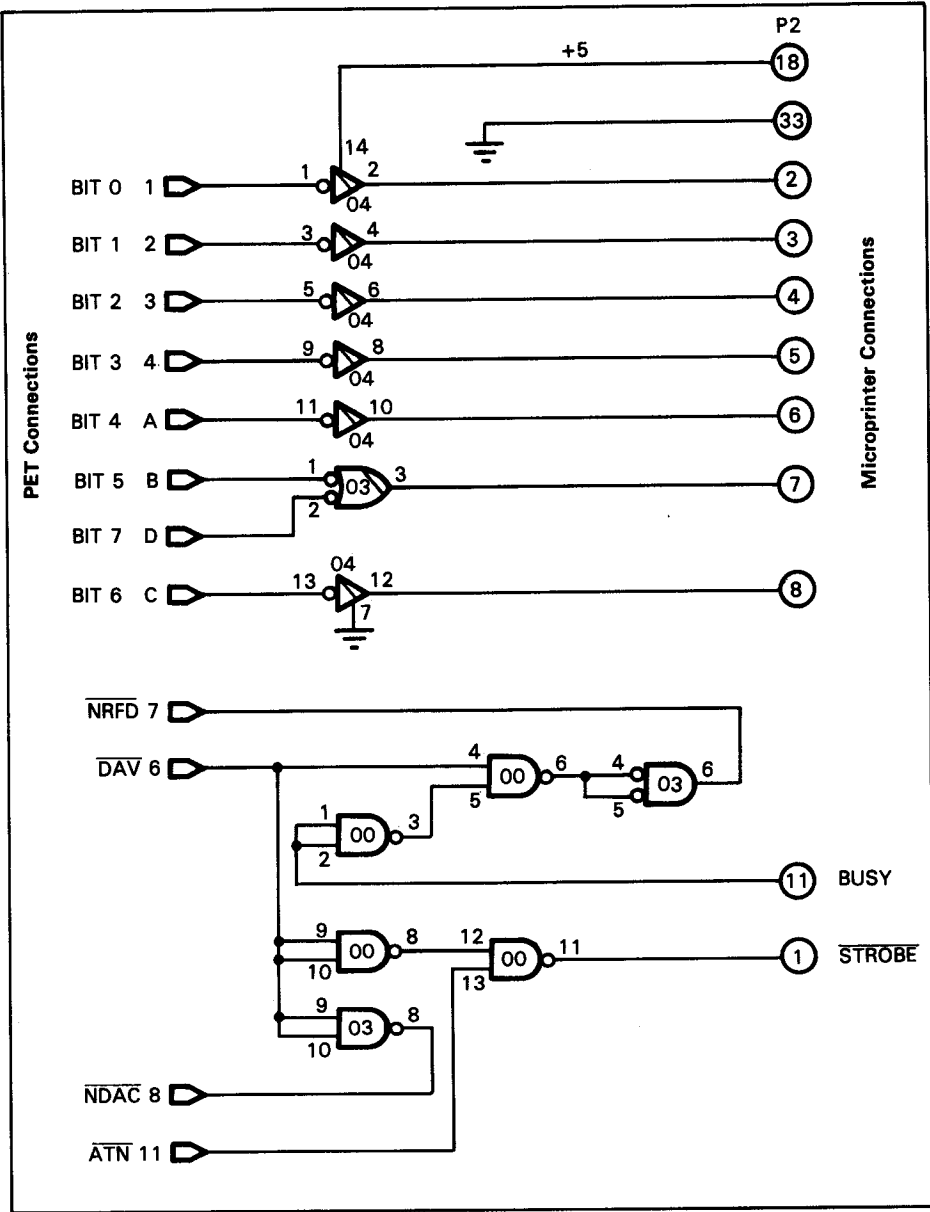 P2
+5
18
33
14
BIT 0 1 1 2 2
04
BIT 1 2 3 4 3
04
BIT 2 3 5 6 4
04
BIT 3 4 9 8 5
04
BIT 4 A 11 10 6
04
BIT 5 B 1 03 3 7
2
BIT 7 D
04
BIT 6 C 13 12 8
7
PET Connections
Microprinter Connections
NRFD 7
DAV 6 4 00 6 4 03 6
5 5
1 00 3
2
11 BUSY
9 00 8 12 00 11 1 STROBE
10 13
9 03 8
10
NDAC 8
ATN 11